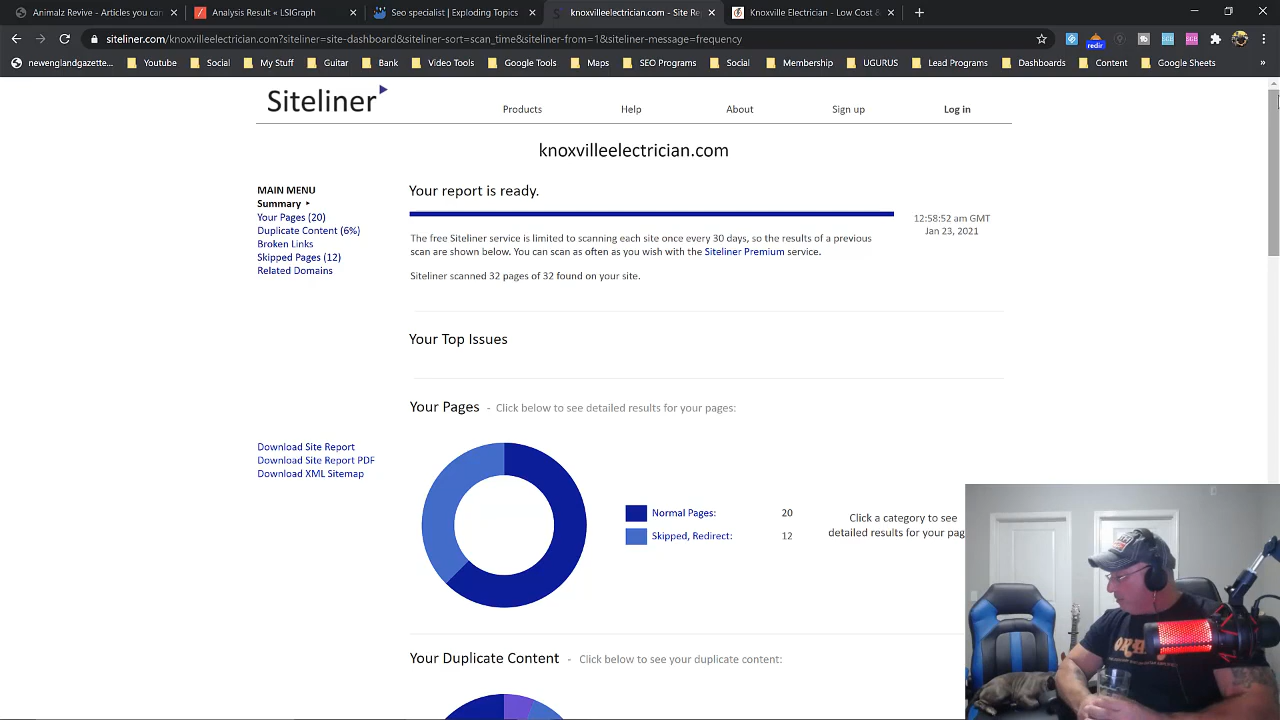 Animalz Revive - Articles you can
Analysis Result « LSIGraph
Seo specialist | Exploding Topics
knoxvilleelectrician.com - Site Re
Knoxville Electrician - Low Cost &
siteliner.com/knoxvilleelectrician.com?siteliner=site-dashboard&siteliner-sort=scan_time&siteliner-from=1&siteliner-message=frequency
redir
newenglandgazette...
Youtube
Social
My Stuff
Guitar
Bank
Video Tools
Google Tools
Maps
SEO Programs
Social
Membership
UGURUS
Lead Programs
Dashboards
Content
Google Sheets
Siteliner
Products
Help
About
Sign up
Log in
knoxvilleelectrician.com
MAIN MENU
Summary
Your Pages (20)
Duplicate Content (6%)
Broken Links
Skipped Pages (12)
Related Domains
Download Site Report
Download Site Report PDF
Download XML Sitemap
Your report is ready.
12:58:52 am GMT
Jan 23, 2021
The free Siteliner service is limited to scanning each site once every 30 days, so the results of a previous
scan are shown below. You can scan as often as you wish with the Siteliner Premium service.
Siteliner scanned 32 pages of 32 found on your site.
Your Top Issues
Your Pages - Click below to see detailed results for your pages:
Normal Pages: 20
Skipped, Redirect: 12
Click a category to see
detailed results for your pag
Your Duplicate Content - Click below to see your duplicate content: